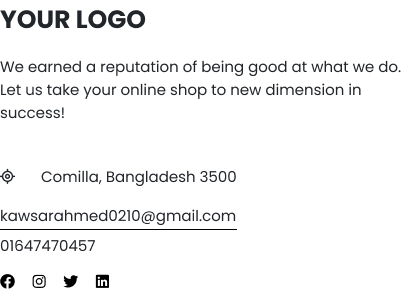 YOUR LOGO
We earned a reputation of being good at what we do.
Let us take your online shop to new dimension in
success!
Comilla, Bangladesh 3500
kawsarahmed0210@gmail.com
01647470457